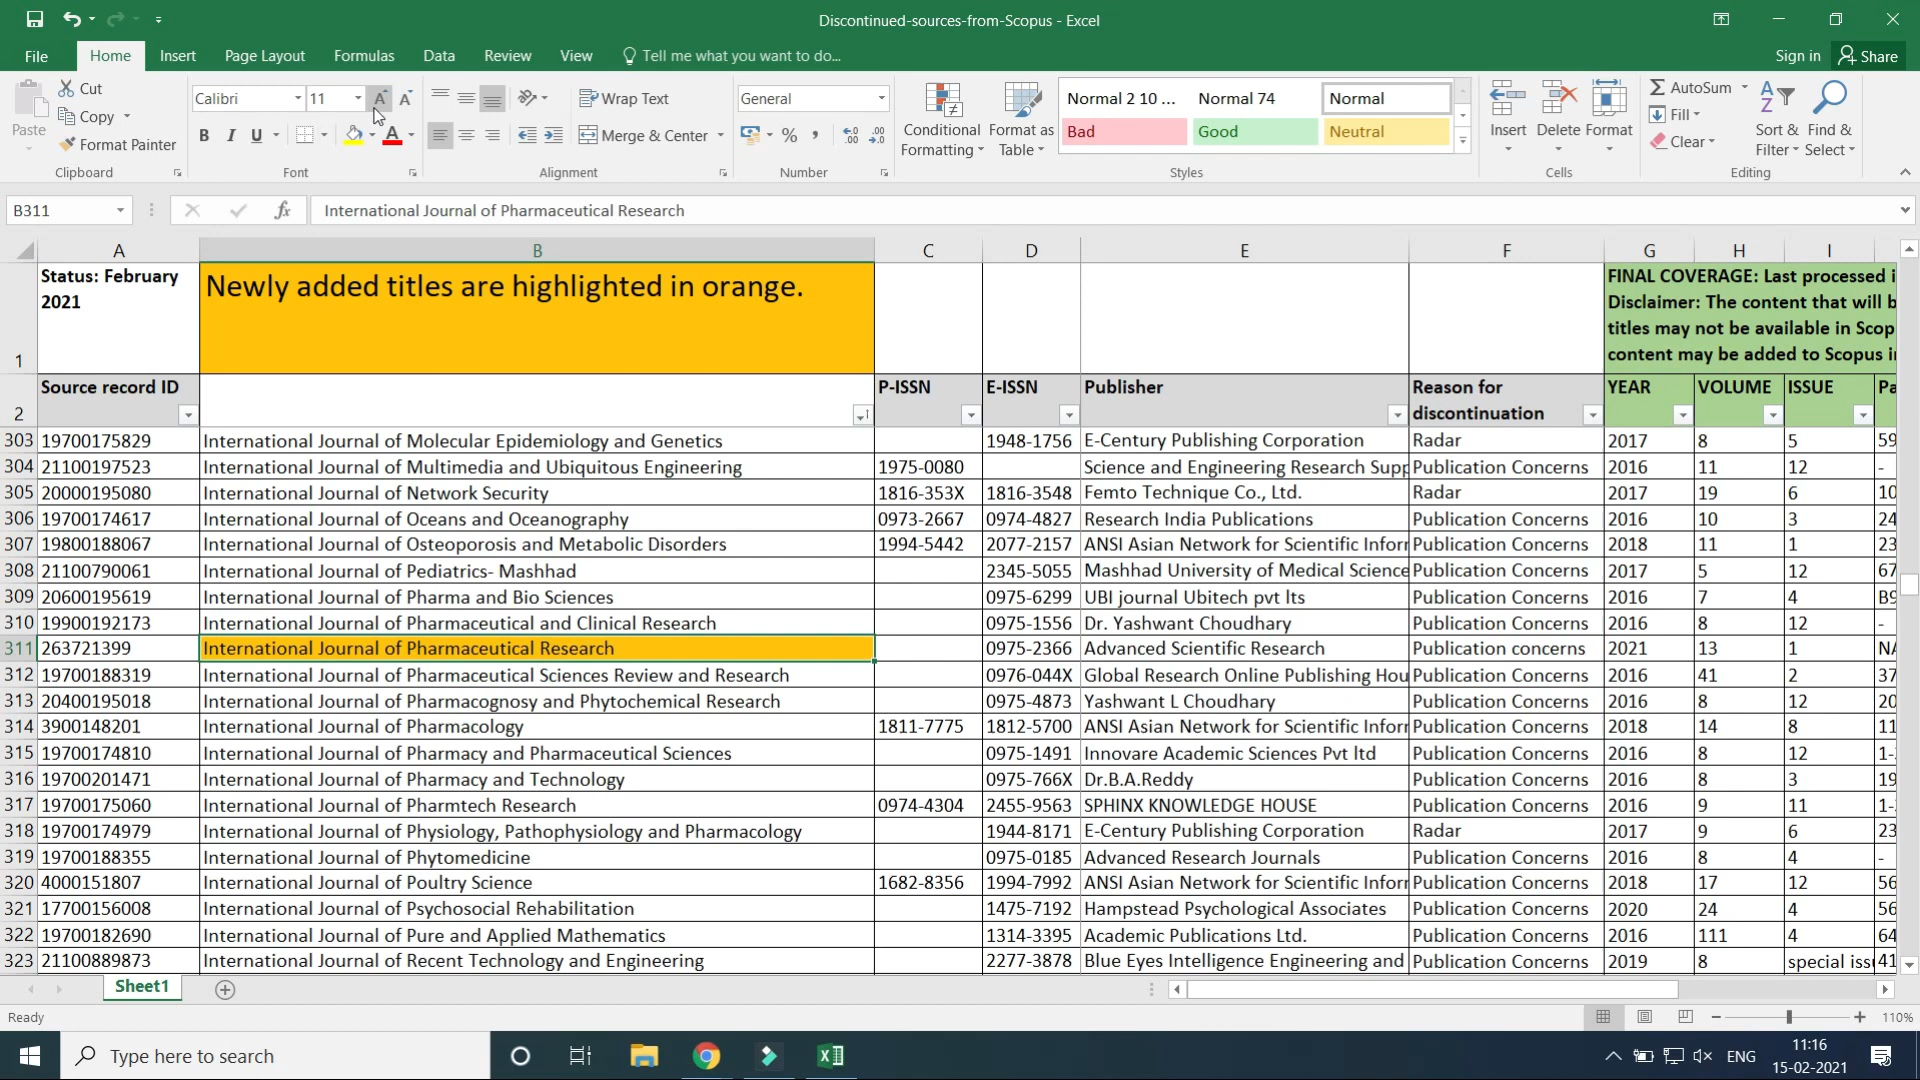 Discontinued-sources-from-Scopus - Excel
File Home Insert Page Layout Formulas Data Review View Tell me what you want to do... Sign in Share
Paste Cut Copy Format Painter Clipboard
Calibri 11 A A B I U A Font
Wrap Text Merge & Center Alignment
General % , Number
Conditional Formatting Format as Table
Normal 2 10 ... Normal 74 Normal
Bad Good Neutral
Styles
Insert Delete Format Cells
AutoSum Fill Clear Sort & Filter Find & Select Editing
B311 fx International Journal of Pharmaceutical Research
A B C D E F G H I
1 Status: February 2021 Newly added titles are highlighted in orange. FINAL COVERAGE: Last processed i
Disclaimer: The content that will b
titles may not be available in Scop
content may be added to Scopus i
2 Source record ID P-ISSN E-ISSN Publisher Reason for discontinuation YEAR VOLUME ISSUE Pa
303 19700175829 International Journal of Molecular Epidemiology and Genetics 1948-1756 E-Century Publishing Corporation Radar 2017 8 5 59
304 21100197523 International Journal of Multimedia and Ubiquitous Engineering 1975-0080 Science and Engineering Research Supp Publication Concerns 2016 11 12 -
305 20000195080 International Journal of Network Security 1816-353X 1816-3548 Femto Technique Co., Ltd. Radar 2017 19 6 10
306 19700174617 International Journal of Oceans and Oceanography 0973-2667 0974-4827 Research India Publications Publication Concerns 2016 10 3 24
307 19800188067 International Journal of Osteoporosis and Metabolic Disorders 1994-5442 2077-2157 ANSI Asian Network for Scientific Inforr Publication Concerns 2018 11 1 23
308 21100790061 International Journal of Pediatrics- Mashhad 2345-5055 Mashhad University of Medical Science Publication Concerns 2017 5 12 67
309 20600195619 International Journal of Pharma and Bio Sciences 0975-6299 UBI journal Ubitech pvt lts Publication Concerns 2016 7 4 B9
310 19900192173 International Journal of Pharmaceutical and Clinical Research 0975-1556 Dr. Yashwant Choudhary Publication Concerns 2016 8 12 -
311 263721399 International Journal of Pharmaceutical Research 0975-2366 Advanced Scientific Research Publication concerns 2021 13 1 NA
312 19700188319 International Journal of Pharmaceutical Sciences Review and Research 0976-044X Global Research Online Publishing Hou Publication Concerns 2016 41 2 37
313 20400195018 International Journal of Pharmacognosy and Phytochemical Research 0975-4873 Yashwant L Choudhary Publication Concerns 2016 8 12 20
314 3900148201 International Journal of Pharmacology 1811-7775 1812-5700 ANSI Asian Network for Scientific Inforr Publication Concerns 2018 14 8 11
315 19700174810 International Journal of Pharmacy and Pharmaceutical Sciences 0975-1491 Innovare Academic Sciences Pvt ltd Publication Concerns 2016 8 12 1-
316 19700201471 International Journal of Pharmacy and Technology 0975-766X Dr.B.A.Reddy Publication Concerns 2016 8 3 19
317 19700175060 International Journal of Pharmtech Research 0974-4304 2455-9563 SPHINX KNOWLEDGE HOUSE Publication Concerns 2016 9 11 1-
318 19700174979 International Journal of Physiology, Pathophysiology and Pharmacology 1944-8171 E-Century Publishing Corporation Radar 2017 9 6 23
319 19700188355 International Journal of Phytomedicine 0975-0185 Advanced Research Journals Publication Concerns 2016 8 4 -
320 4000151807 International Journal of Poultry Science 1682-8356 1994-7992 ANSI Asian Network for Scientific Inforr Publication Concerns 2018 17 12 56
321 17700156008 International Journal of Psychosocial Rehabilitation 1475-7192 Hampstead Psychological Associates Publication Concerns 2020 24 4 56
322 19700182690 International Journal of Pure and Applied Mathematics 1314-3395 Academic Publications Ltd. Publication Concerns 2016 111 4 64
323 21100889873 International Journal of Recent Technology and Engineering 2277-3878 Blue Eyes Intelligence Engineering and Publication Concerns 2019 8 special issu 41
Sheet1
Ready 110%
Type here to search ENG 11:16
15-02-2021